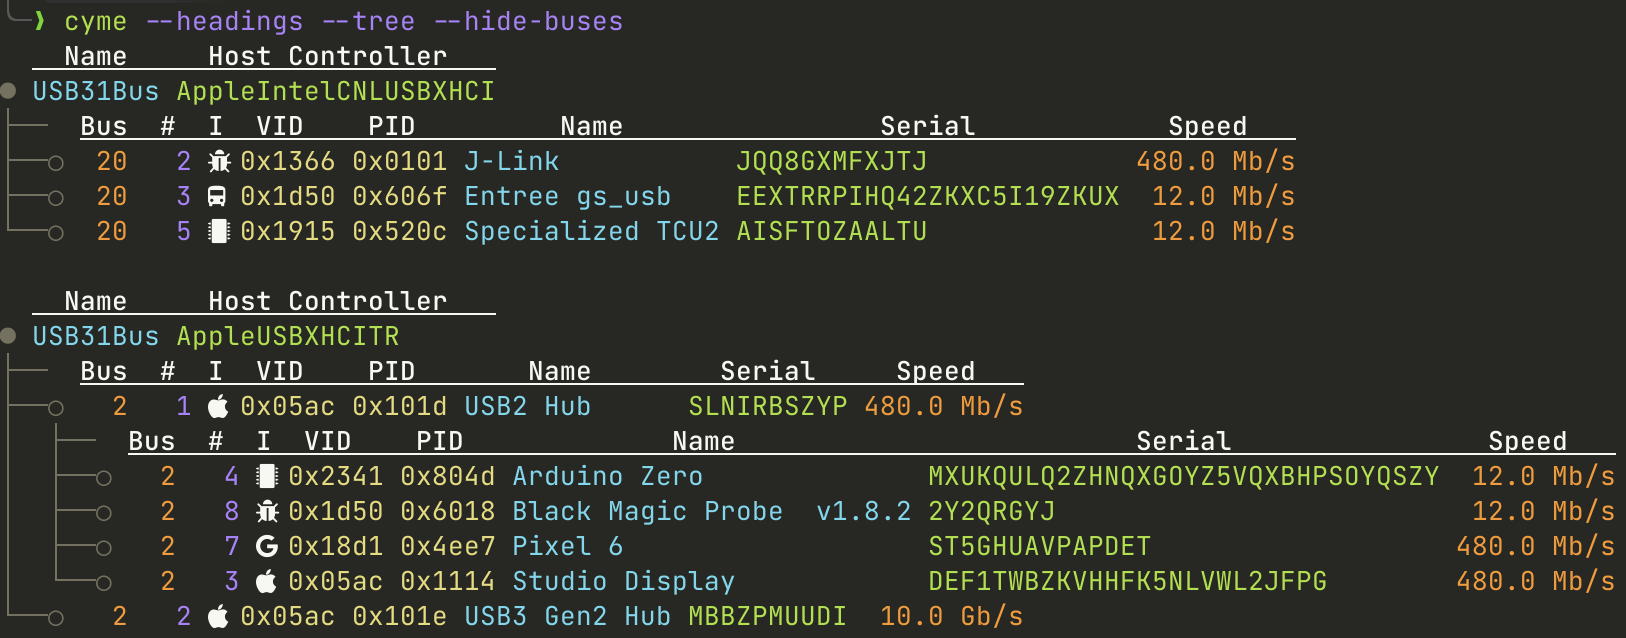 ❱ cyme --headings --tree --hide-buses
Name Host Controller
USB31Bus AppleIntelCNLUSBXHCI
Bus # I VID PID Name Serial Speed
20 2 0x1366 0x0101 J-Link JQQ8GXMFXJTJ 480.0 Mb/s
20 3 0x1d50 0x606f Entree gs_usb EEXTRRPIHQ42ZKXC5I19ZKUX 12.0 Mb/s
20 5 0x1915 0x520c Specialized TCU2 AISFTOZAALTU 12.0 Mb/s
Name Host Controller
USB31Bus AppleUSBXHCITR
Bus # I VID PID Name Serial Speed
2 1 0x05ac 0x101d USB2 Hub SLNIRBSZYP 480.0 Mb/s
Bus # I VID PID Name Serial Speed
2 4 0x2341 0x804d Arduino Zero MXUKQULQ2ZHNQXGOYZ5VQXBHPSOYQSZY 12.0 Mb/s
2 8 0x1d50 0x6018 Black Magic Probe  v1.8.2 2Y2QRGYJ 12.0 Mb/s
2 7 0x18d1 0x4ee7 Pixel 6 ST5GHUAVPAPDET 480.0 Mb/s
2 3 0x05ac 0x1114 Studio Display DEF1TWBZKVHHFK5NLVWL2JFPG 480.0 Mb/s
2 2 0x05ac 0x101e USB3 Gen2 Hub MBBZPMUUDI 10.0 Gb/s